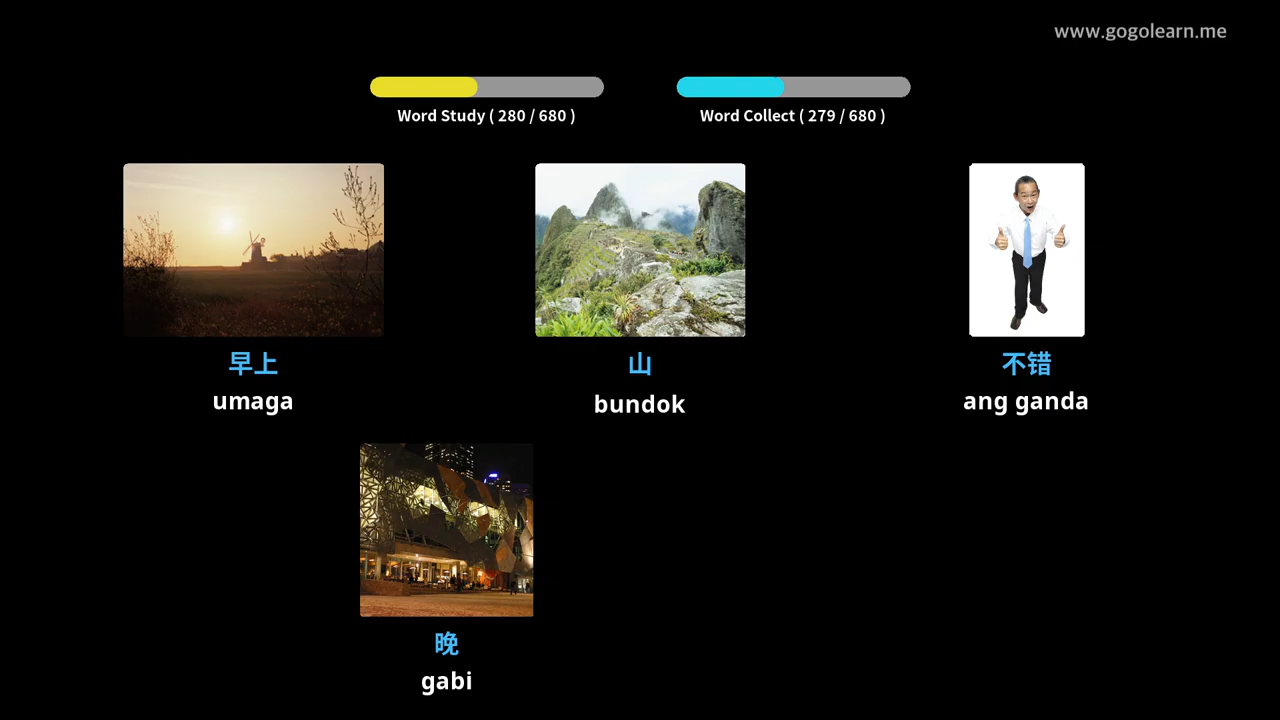 www.gogolearn.me
Word Study ( 280 / 680 )
Word Collect ( 279 / 680 )
早上
umaga
山
bundok
不错
ang ganda
晚
gabi